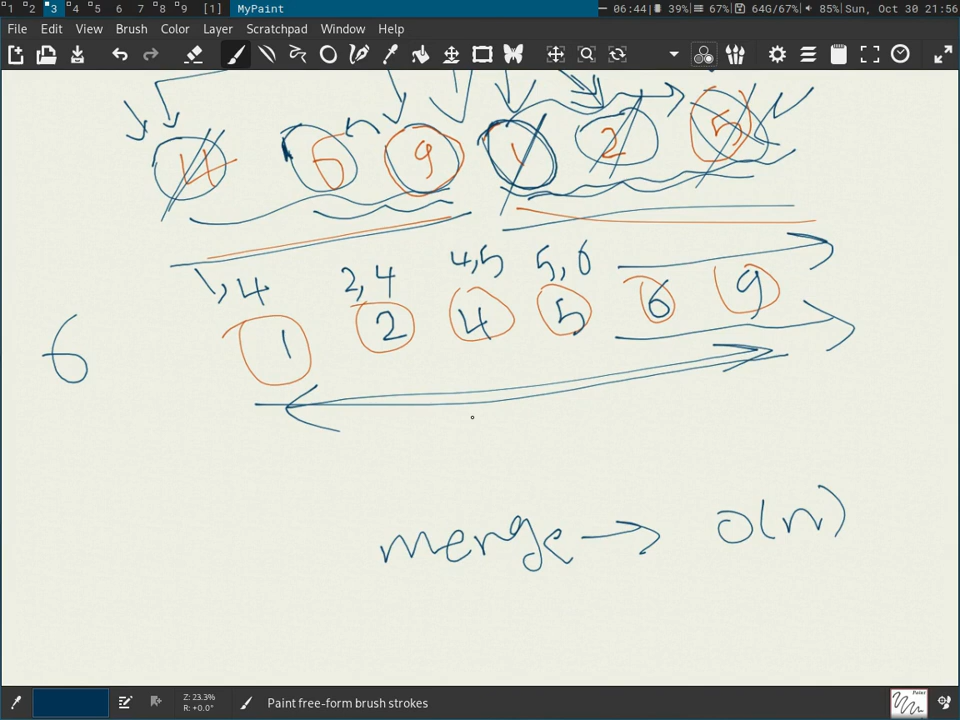 1 2 3 4 5 6 7 8 9 [1] MyPaint 06:44 39% 67% 64G/67% 85% Sun, Oct 30 21:56
File Edit View Brush Color Layer Scratchpad Window Help
4 6 9 1 2 5
1,4 2,4 4,5 5,6
6 1 2 4 5 6 9
merge → O(n)
Z: 23.3%
R: +0.0°
Paint free-form brush strokes